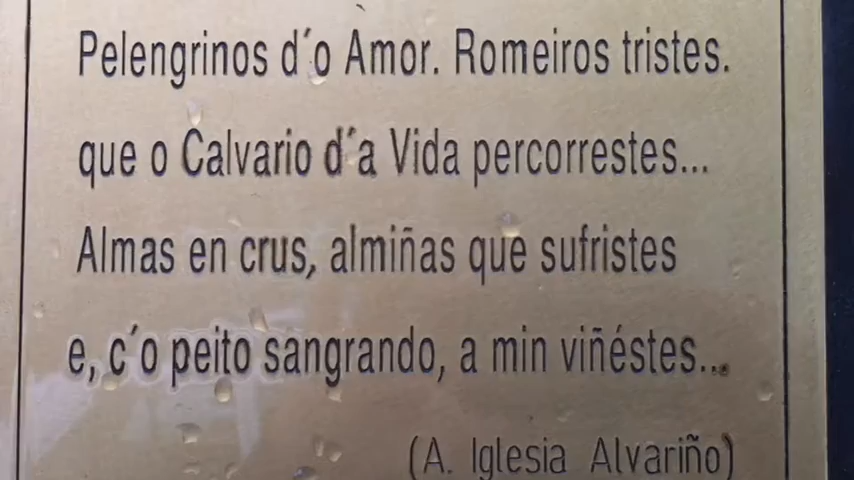 Pelengrinos d´o Amor. Romeiros tristes.
que o Calvario d´a Vida percorrestes...
Almas en crus, almiñas que sufristes
e, c´o peito sangrando, a min viñéstes...
(A. Iglesia Alvariño)